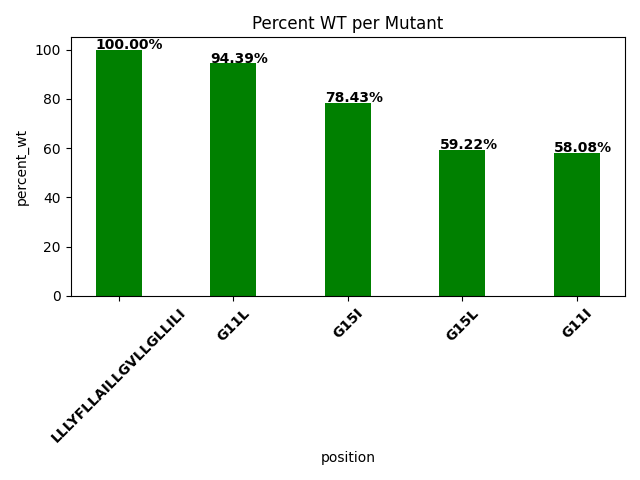 Percent WT per Mutant
percent_wt
100
80
60
40
20
0
100.00%
94.39%
78.43%
59.22%
58.08%
LLLYFLLAILLGVLLGLLILI
G11L
G15I
G15L
G11I
position